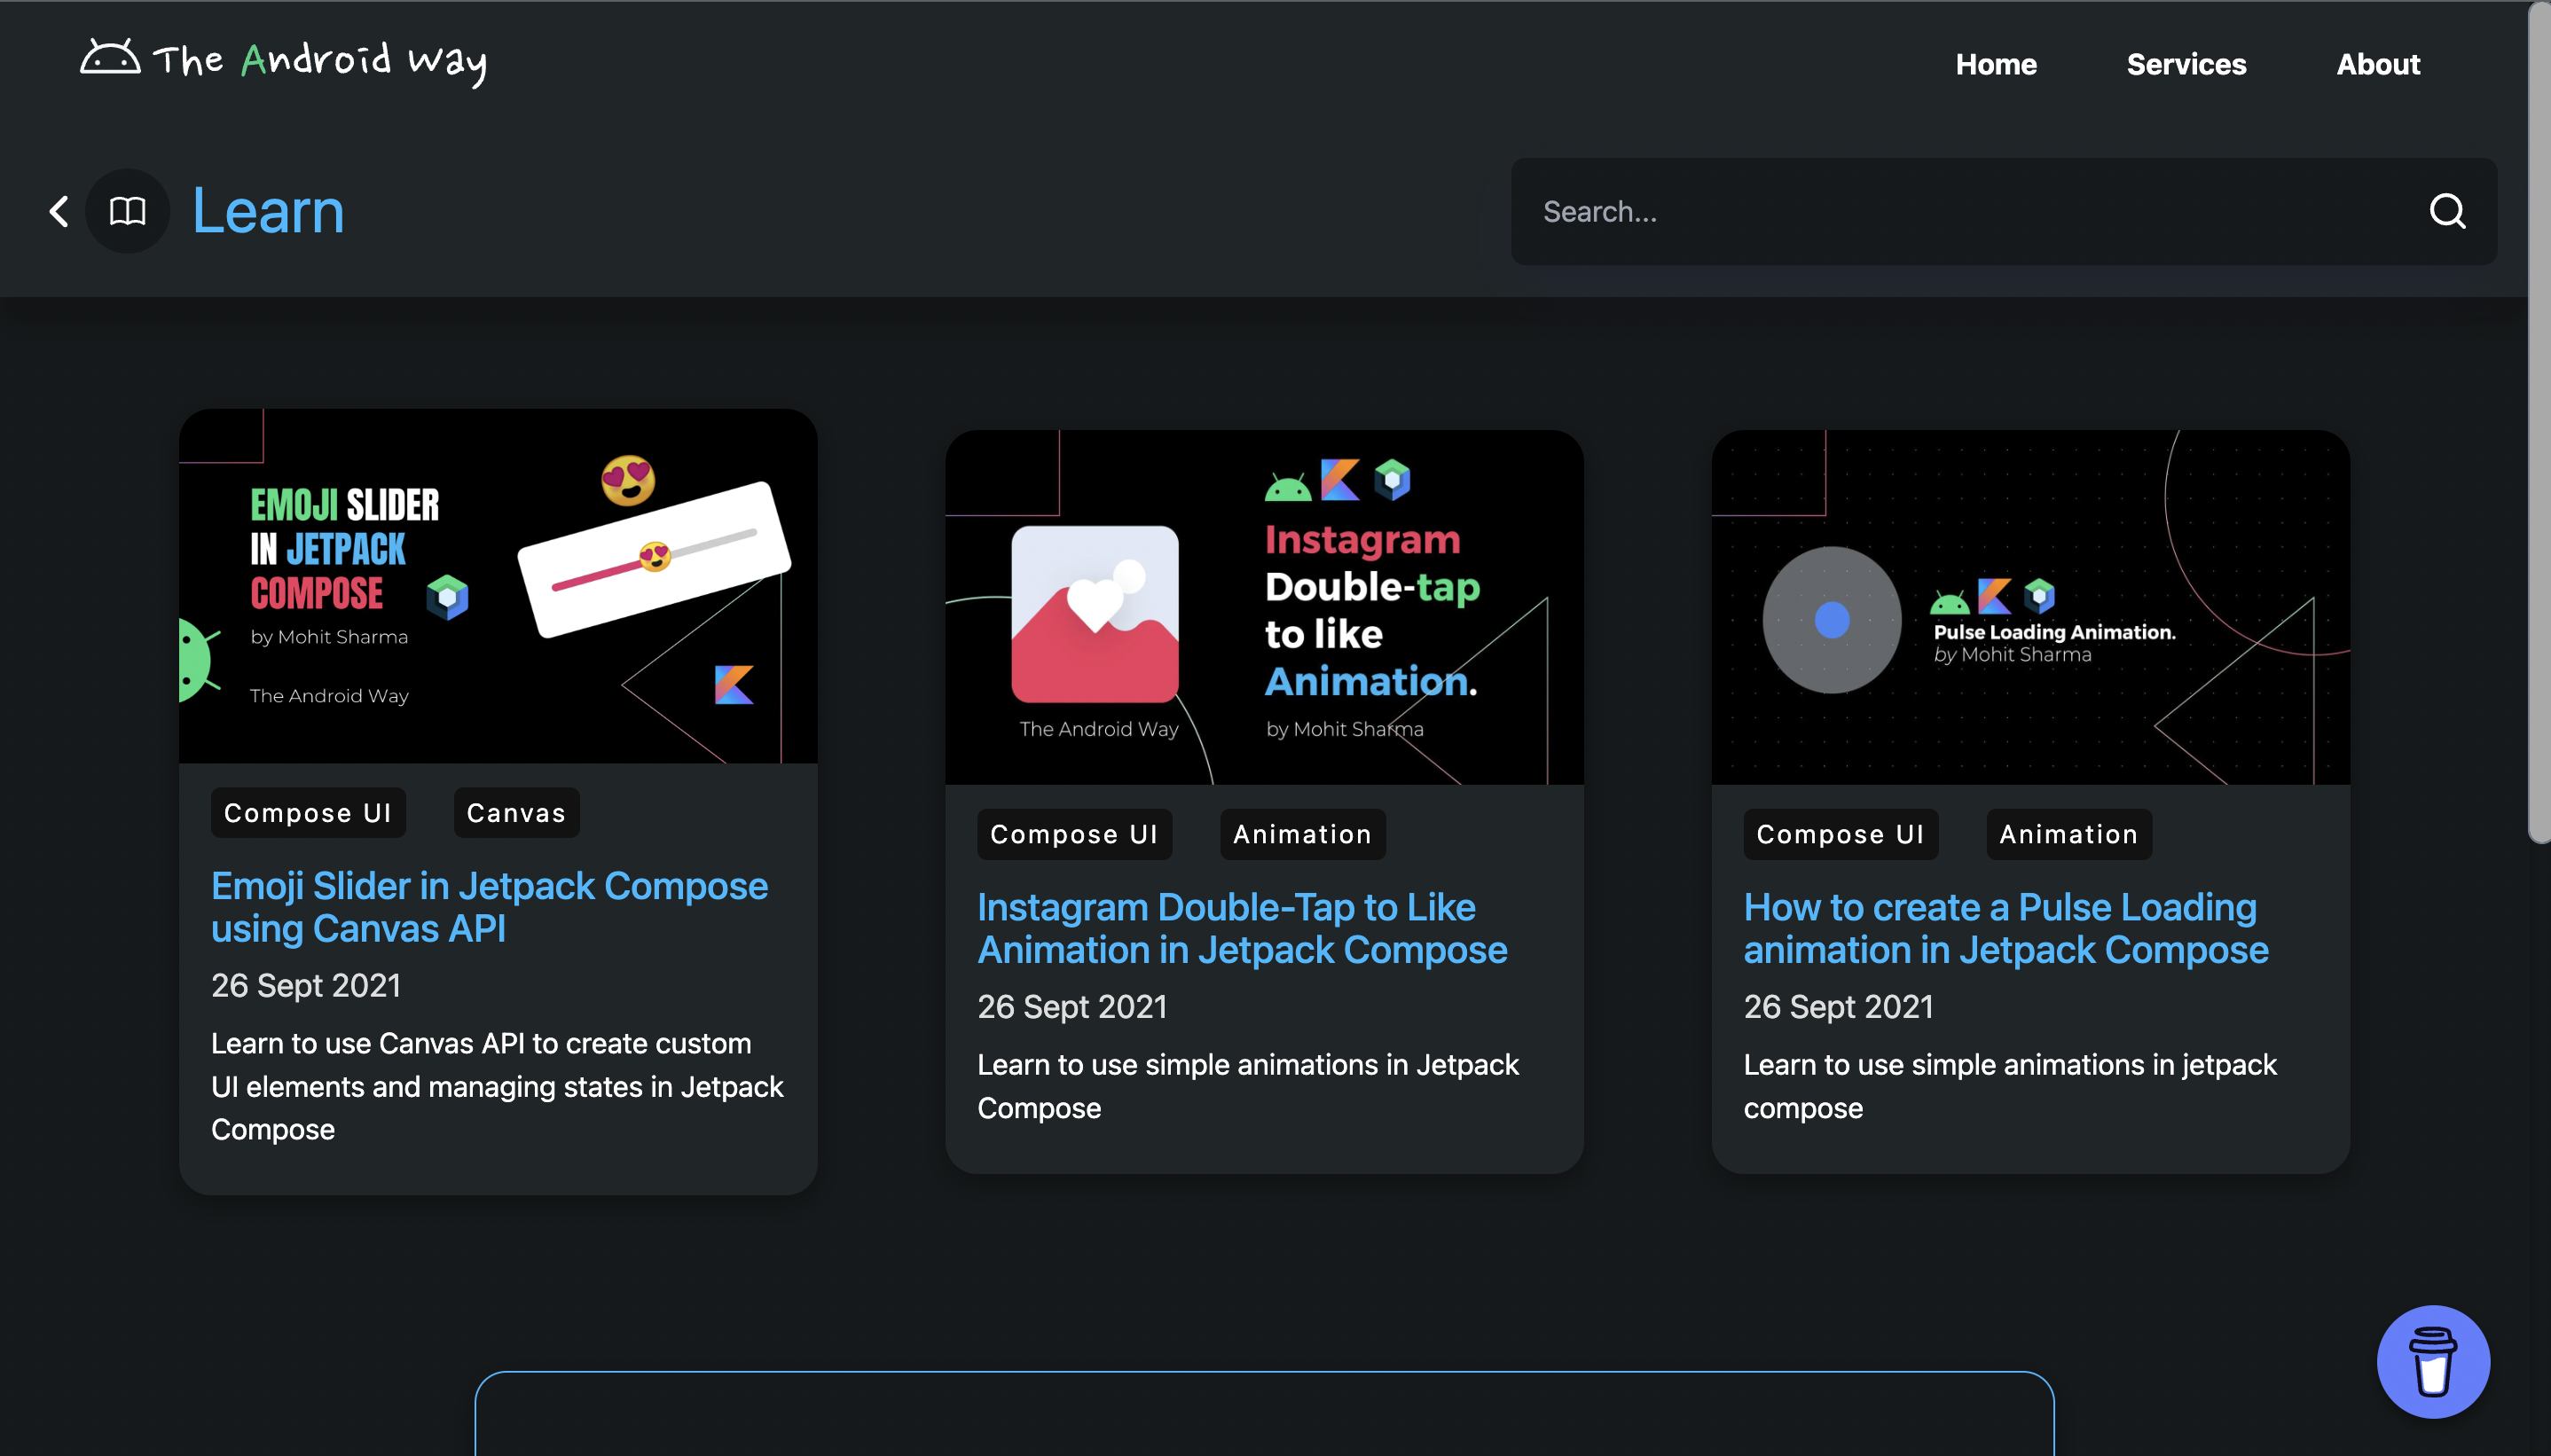 The Android Way
Home
Services
About
Learn
Search...
EMOJI SLIDER
IN JETPACK
COMPOSE
by Mohit Sharma
The Android Way
Compose UI
Canvas
Emoji Slider in Jetpack Compose
using Canvas API
26 Sept 2021
Learn to use Canvas API to create custom
UI elements and managing states in Jetpack
Compose
Instagram
Double-tap
to like
Animation.
The Android Way
by Mohit Sharma
Compose UI
Animation
Instagram Double-Tap to Like
Animation in Jetpack Compose
26 Sept 2021
Learn to use simple animations in Jetpack
Compose
Pulse Loading Animation.
by Mohit Sharma
Compose UI
Animation
How to create a Pulse Loading
animation in Jetpack Compose
26 Sept 2021
Learn to use simple animations in jetpack
compose